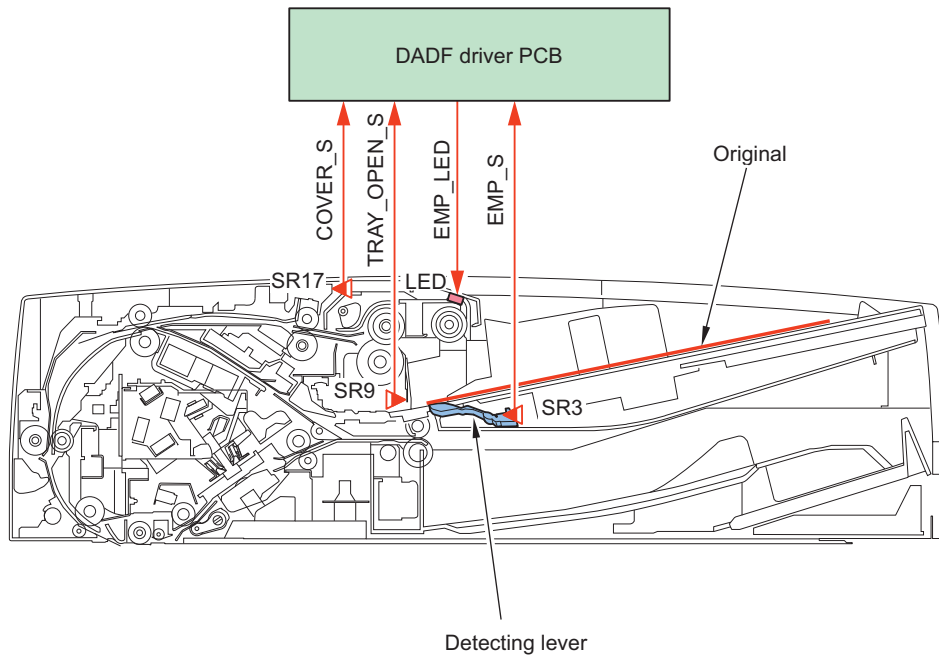 DADF driver PCB
COVER_S
TRAY_OPEN_S
EMP_LED
EMP_S
Original
SR17
LED
SR9
SR3
Detecting lever